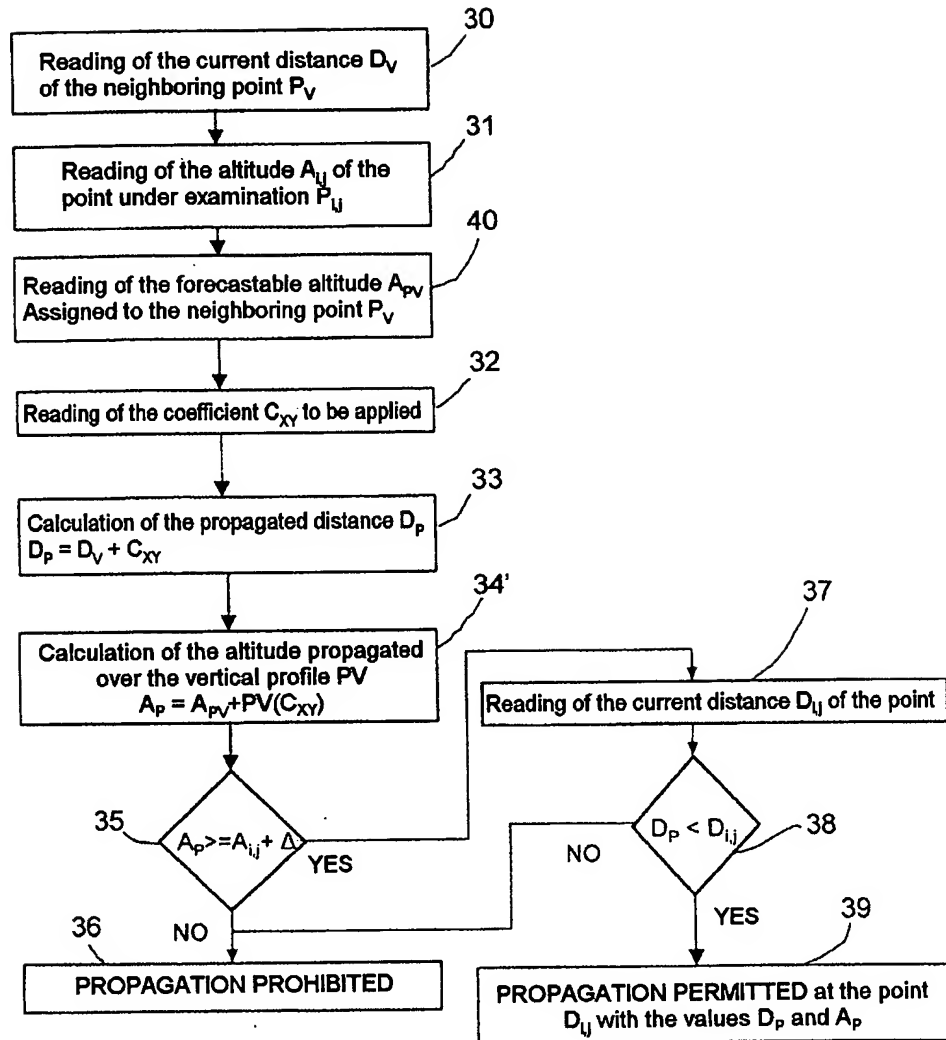 30
Reading of the current distance D_V
of the neighboring point P_V
31
Reading of the altitude A_i,j of the
point under examination P_i,j
40
Reading of the forecastable altitude A_PV
Assigned to the neighboring point P_V
32
Reading of the coefficient C_XY to be applied
33
Calculation of the propagated distance D_P
D_P = D_V + C_XY
34'
Calculation of the altitude propagated
over the vertical profile PV
A_P = A_PV+PV(C_XY)
37
Reading of the current distance D_i,j of the point
35
A_P>=A_i,j+ Δ
YES
NO
D_P < D_i,j
38
NO
YES
36
PROPAGATION PROHIBITED
39
PROPAGATION PERMITTED at the point
D_i,j with the values D_P and A_P